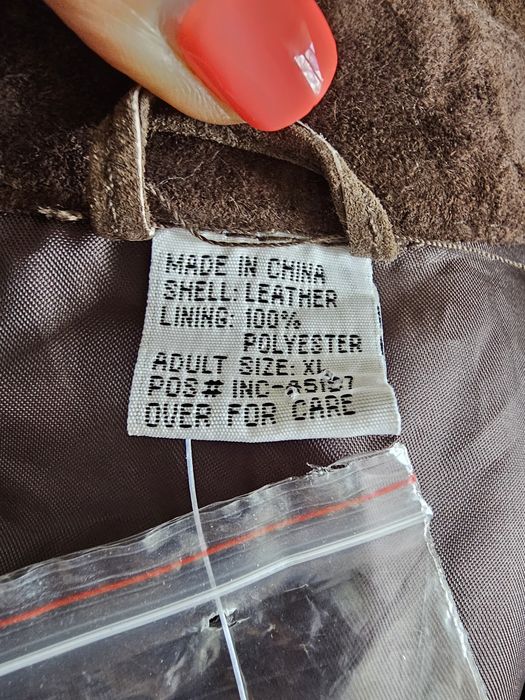 MADE IN CHINA
SHELL: LEATHER
LINING: 100%
POLYESTER
ADULT SIZE: XL
POS#
OVER FOR CARE